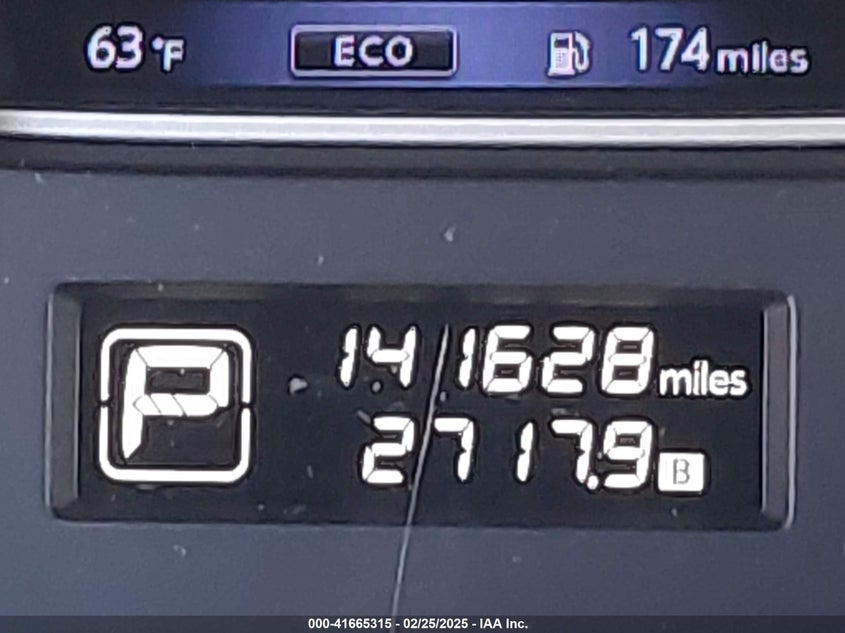 63°F ECO 174 miles
P
141628 miles
2717.9 B
000-41665315 - 02/25/2025 - IAA Inc.